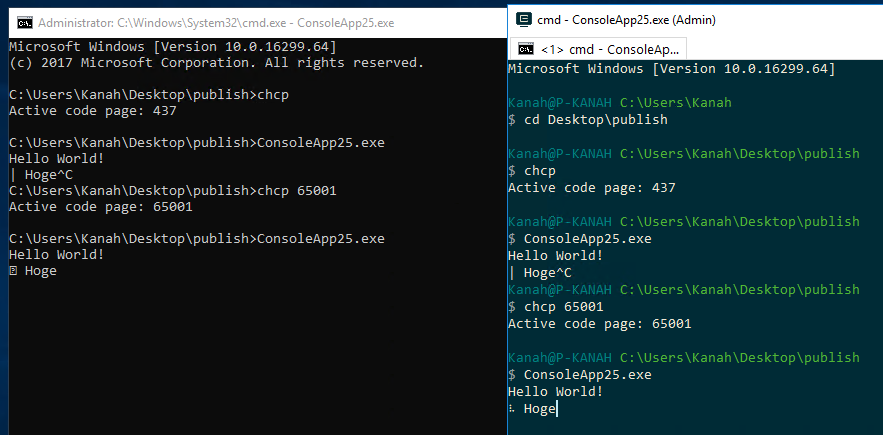 Administrator: C:\Windows\System32\cmd.exe - ConsoleApp25.exe
Microsoft Windows [Version 10.0.16299.64]
(c) 2017 Microsoft Corporation. All rights reserved.
C:\Users\Kanah\Desktop\publish>chcp
Active code page: 437
C:\Users\Kanah\Desktop\publish>ConsoleApp25.exe
Hello World!
| Hoge^C
C:\Users\Kanah\Desktop\publish>chcp 65001
Active code page: 65001
C:\Users\Kanah\Desktop\publish>ConsoleApp25.exe
Hello World!
Hoge
cmd - ConsoleApp25.exe (Admin)
<1> cmd - ConsoleAp...
Microsoft Windows [Version 10.0.16299.64]
Kanah@P-KANAH C:\Users\Kanah
$ cd Desktop\publish
Kanah@P-KANAH C:\Users\Kanah\Desktop\publish
$ chcp
Active code page: 437
Kanah@P-KANAH C:\Users\Kanah\Desktop\publish
$ ConsoleApp25.exe
Hello World!
| Hoge^C
Kanah@P-KANAH C:\Users\Kanah\Desktop\publish
$ chcp 65001
Active code page: 65001
Kanah@P-KANAH C:\Users\Kanah\Desktop\publish
$ ConsoleApp25.exe
Hello World!
Hoge